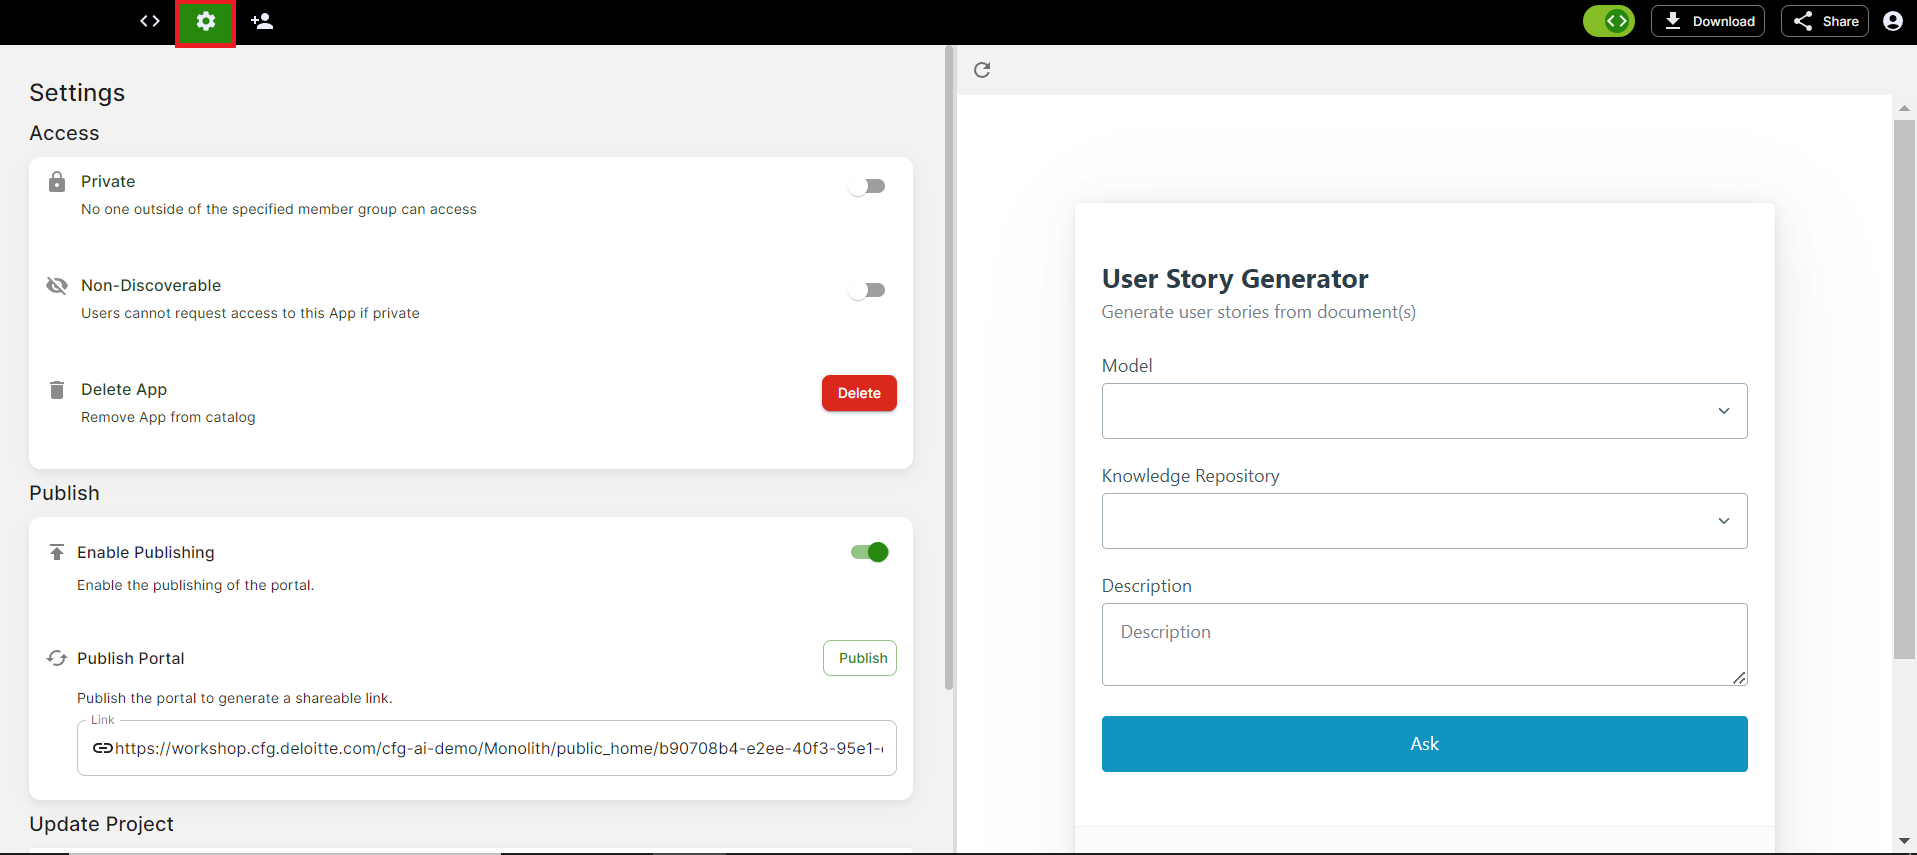 Download
Share
Settings
Access
Private
No one outside of the specified member group can access
Non-Discoverable
Users cannot request access to this App if private
Delete App
Delete
Remove App from catalog
Publish
Enable Publishing
Enable the publishing of the portal.
Publish Portal
Publish
Publish the portal to generate a shareable link.
Link
https://workshop.cfg.deloitte.com/cfg-ai-demo/Monolith/public_home/b90708b4-e2ee-40f3-95e1-
Update Project
User Story Generator
Generate user stories from document(s)
Model
Knowledge Repository
Description
Description
Ask